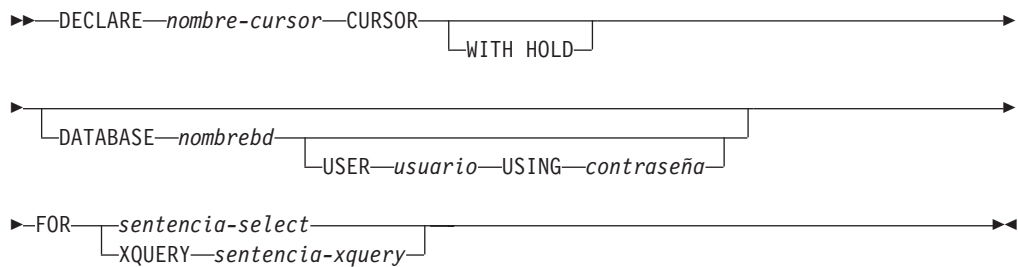 DECLARE nombre-cursor CURSOR
WITH HOLD
DATABASE nombrebd
USER usuario USING contraseña
FOR sentencia-select
XQUERY sentencia-xquery